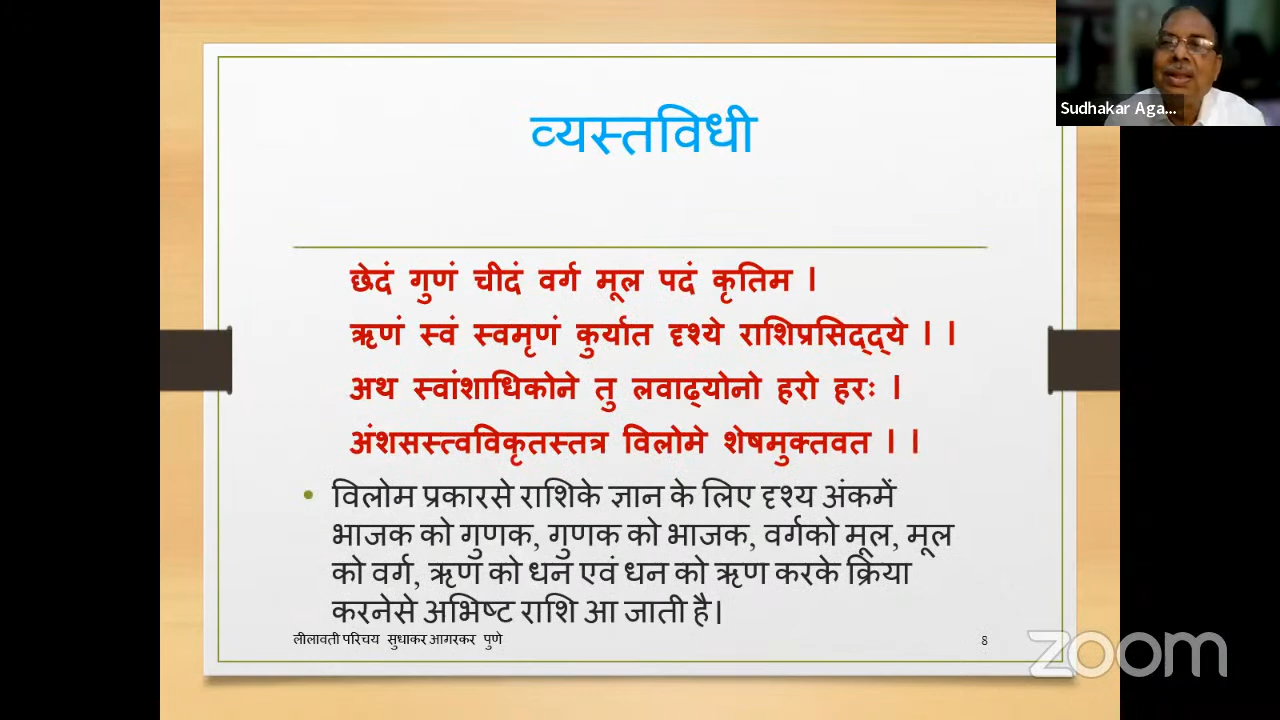 Sudhakar Aga...
व्यस्तविधी
छेदं गुणं चीदं वर्ग मूल पदं कृतिम ।
ऋणं स्वं स्वमृणं कुर्यात दृश्ये राशिप्रसिद्द्ये । ।
अथ स्वांशाधिकोने तु लवाढ्योनो हरो हरः ।
अंशसस्त्वविकृतस्तत्र विलोमे शेषमुक्तवत । ।
• विलोम प्रकारसे राशिके ज्ञान के लिए दृश्य अंकमें
भाजक को गुणक, गुणक को भाजक, वर्गको मूल, मूल
को वर्ग, ऋण को धन एवं धन को ऋण करके क्रिया
करनेसे अभिष्ट राशि आ जाती है।
लीलावती परिचय सुधाकर आगरकर पुणे
8
zoom